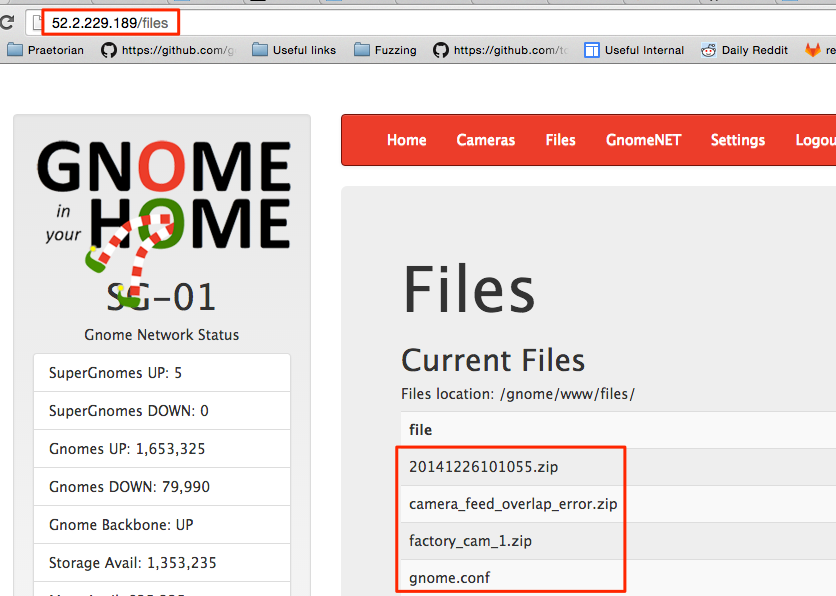 52.2.229.189/files
Praetorian https://github.com/g Useful links Fuzzing https://github.com/t Useful Internal Daily Reddit re
GNOME
in your HOME
SG-01
Gnome Network Status
SuperGnomes UP: 5
SuperGnomes DOWN: 0
Gnomes UP: 1,653,325
Gnomes DOWN: 79,990
Gnome Backbone: UP
Storage Avail: 1,353,235
Home Cameras Files GnomeNET Settings Logou
Files
Current Files
Files location: /gnome/www/files/
file
20141226101055.zip
camera_feed_overlap_error.zip
factory_cam_1.zip
gnome.conf